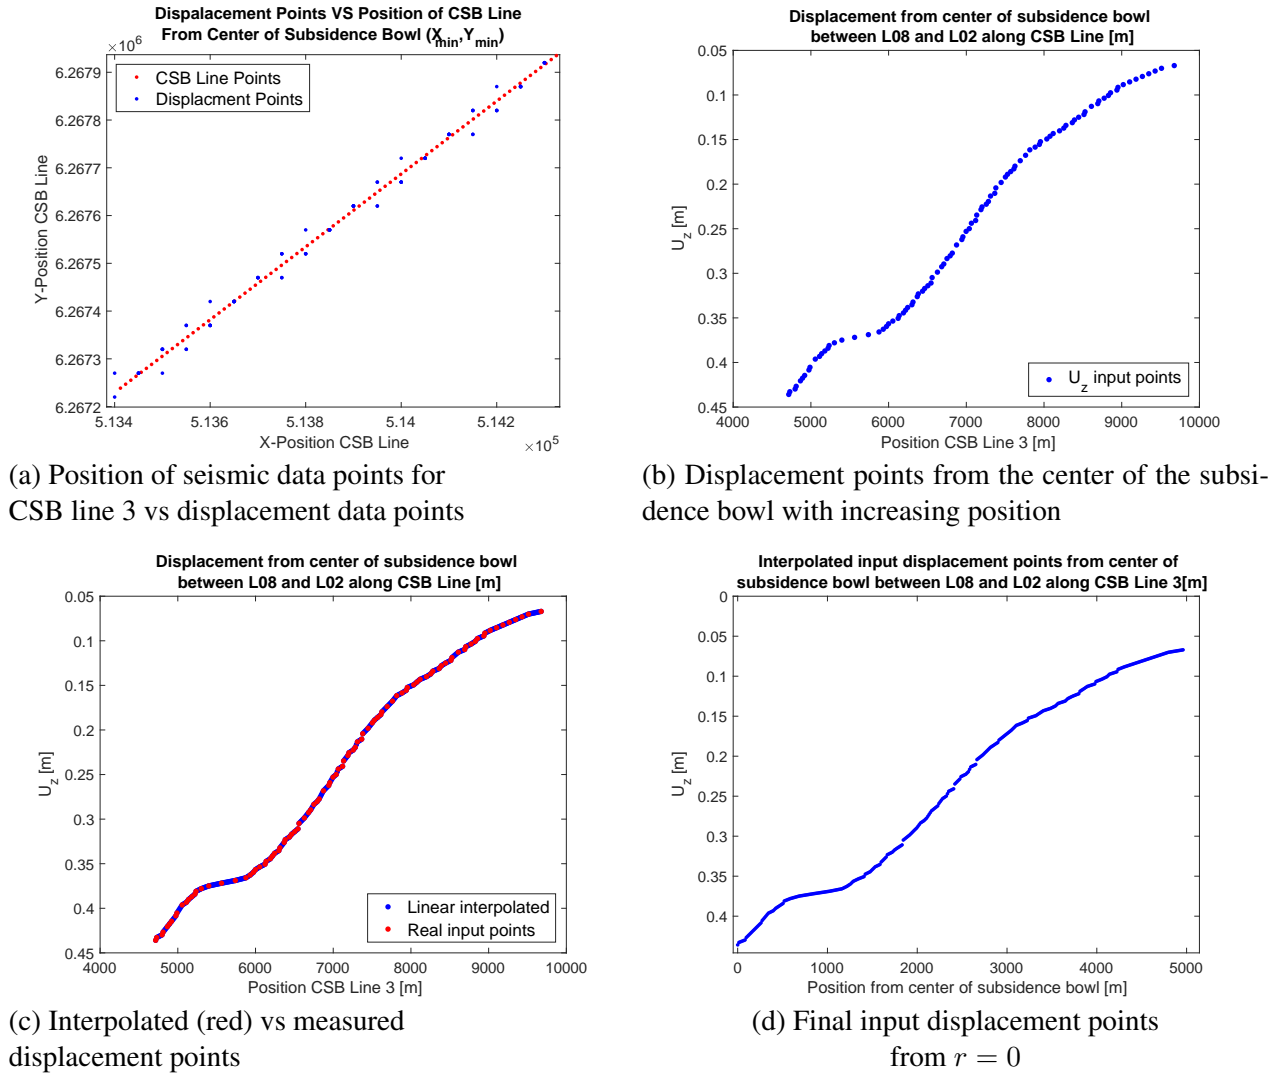 Dispalacement Points VS Position of CSB Line
From Center of Subsidence Bowl (X_min,Y_min)
×10^6
6.2679
6.2678
6.2677
6.2676
6.2675
6.2674
6.2673
6.2672
Y-Position CSB Line
CSB Line Points
Displacment Points
5.134
5.136
5.138
5.14
5.142
X-Position CSB Line
×10^5
(a) Position of seismic data points for
CSB line 3 vs displacement data points
Displacement from center of subsidence bowl
between L08 and L02 along CSB Line [m]
0.05
0.1
0.15
0.2
0.25
0.3
0.35
0.4
0.45
U_z [m]
U_z input points
4000
5000
6000
7000
8000
9000
10000
Position CSB Line 3 [m]
(b) Displacement points from the center of the subsi-
dence bowl with increasing position
Displacement from center of subsidence bowl
between L08 and L02 along CSB Line [m]
0.05
0.1
0.15
0.2
0.25
0.3
0.35
0.4
0.45
U_z [m]
Linear interpolated
Real input points
4000
5000
6000
7000
8000
9000
10000
Position CSB Line 3 [m]
(c) Interpolated (red) vs measured
displacement points
Interpolated input displacement points from center of
subsidence bowl between L08 and L02 along CSB Line 3[m]
0
0.05
0.1
0.15
0.2
0.25
0.3
0.35
0.4
U_z [m]
0
1000
2000
3000
4000
5000
Position from center of subsidence bowl [m]
(d) Final input displacement points
from r = 0